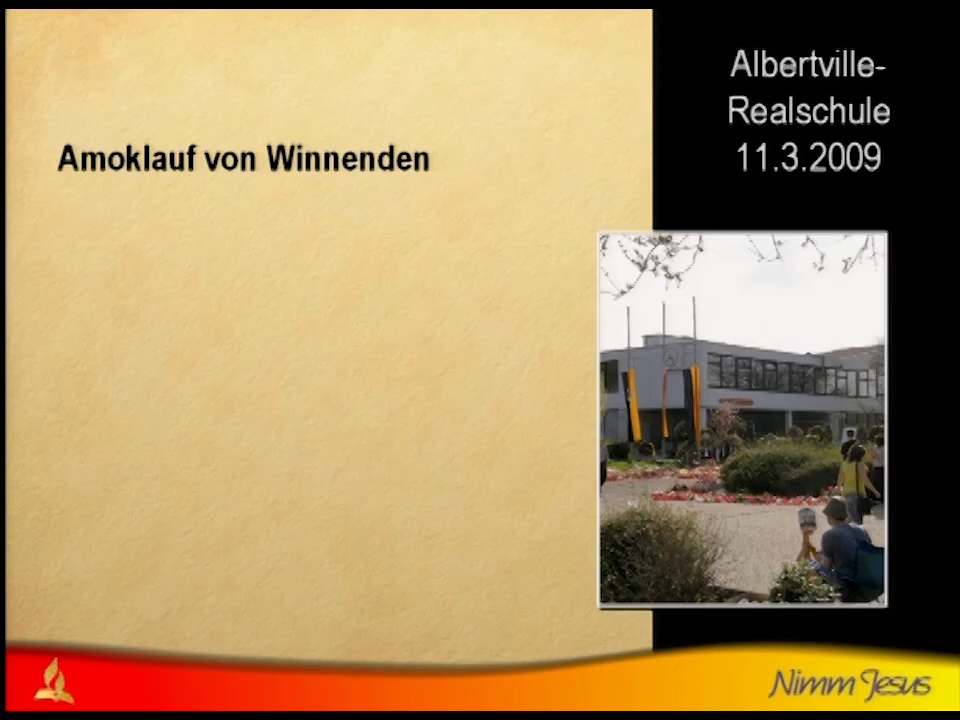 Amoklauf von Winnenden
Albertville-
Realschule
11.3.2009
Nimm Jesus